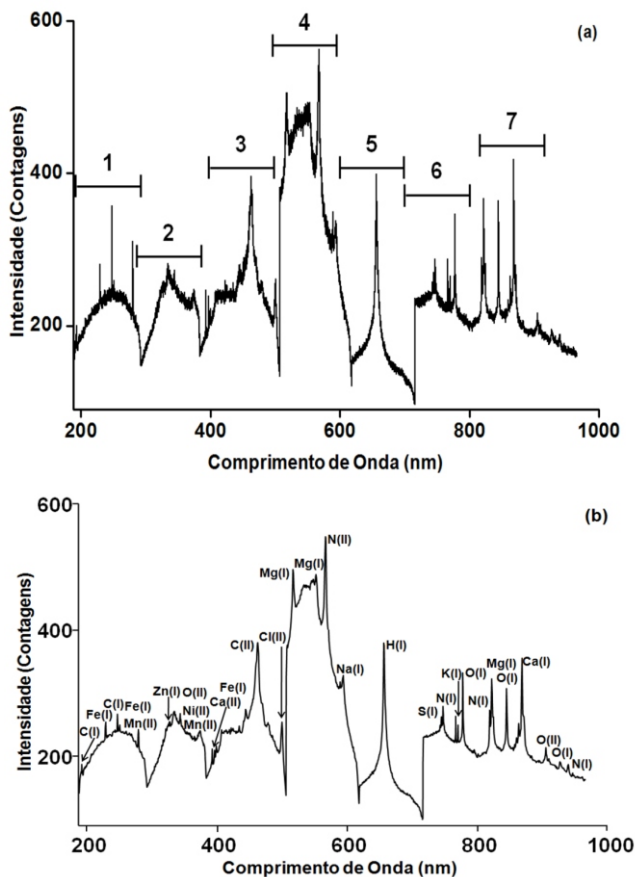 600
(a)
4
500
3
5
7
1
400
6
2
200
200
400
600
800
1000
Intensidade (Contagens)
Comprimento de Onda (nm)
600
(b)
N(II)
Mg(I)
Mg(I)
C(II)
Cl(II)
H(I)
400
Na(I)
K(I)
O(I)
Mg(I)
Ca(I)
Zn(I)
O(II)
Fe(I)
N(I)
N(I)
O(I)
C(I)
Fe(I)
Ni(II)
Ca(II)
Fe(I)
Mn(II)
Mn(II)
S(I)
C(I)
O(II)
O(I)
N(I)
200
200
400
600
800
1000
Intensidade (Contagens)
Comprimento de Onda (nm)